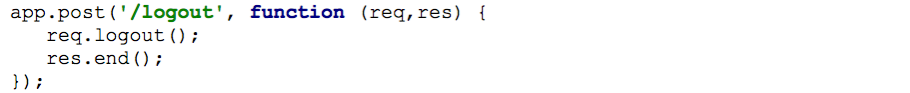 app.post('/logout', function (req,res) {
   req.logout();
   res.end();
});